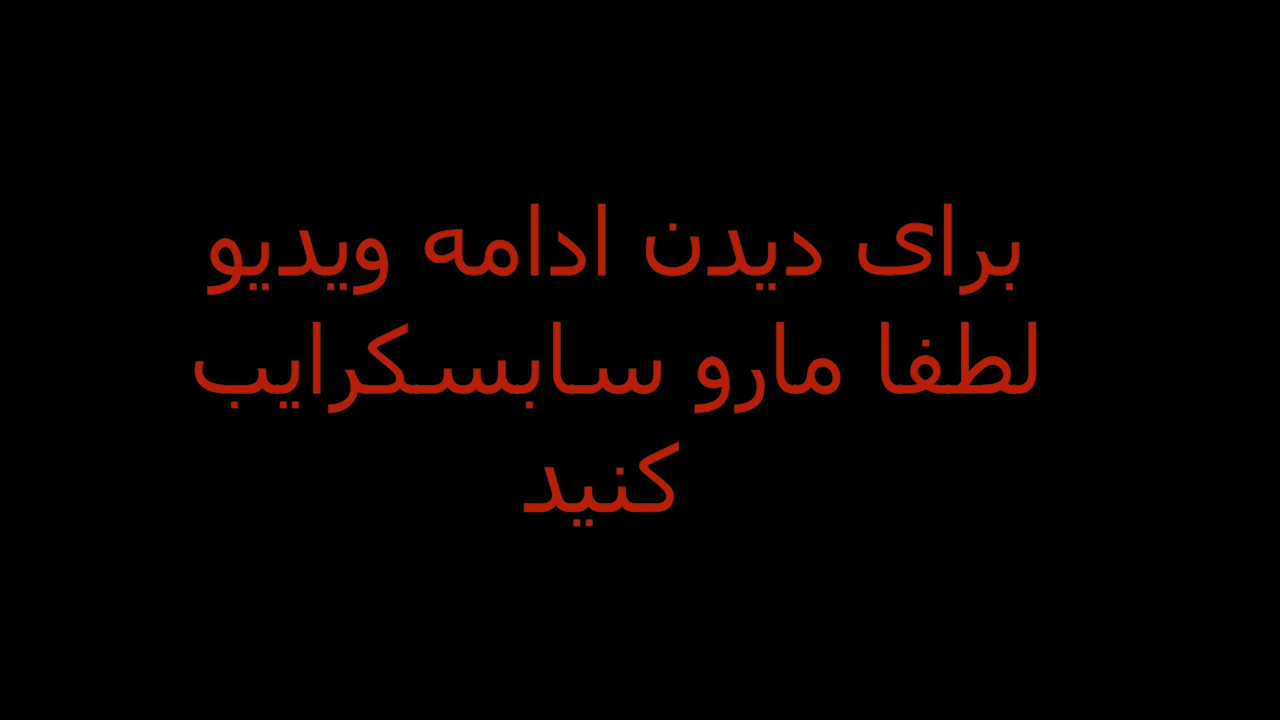 برای دیدن ادامه ویدیو
لطفا مارو سابسکرایب
کنید